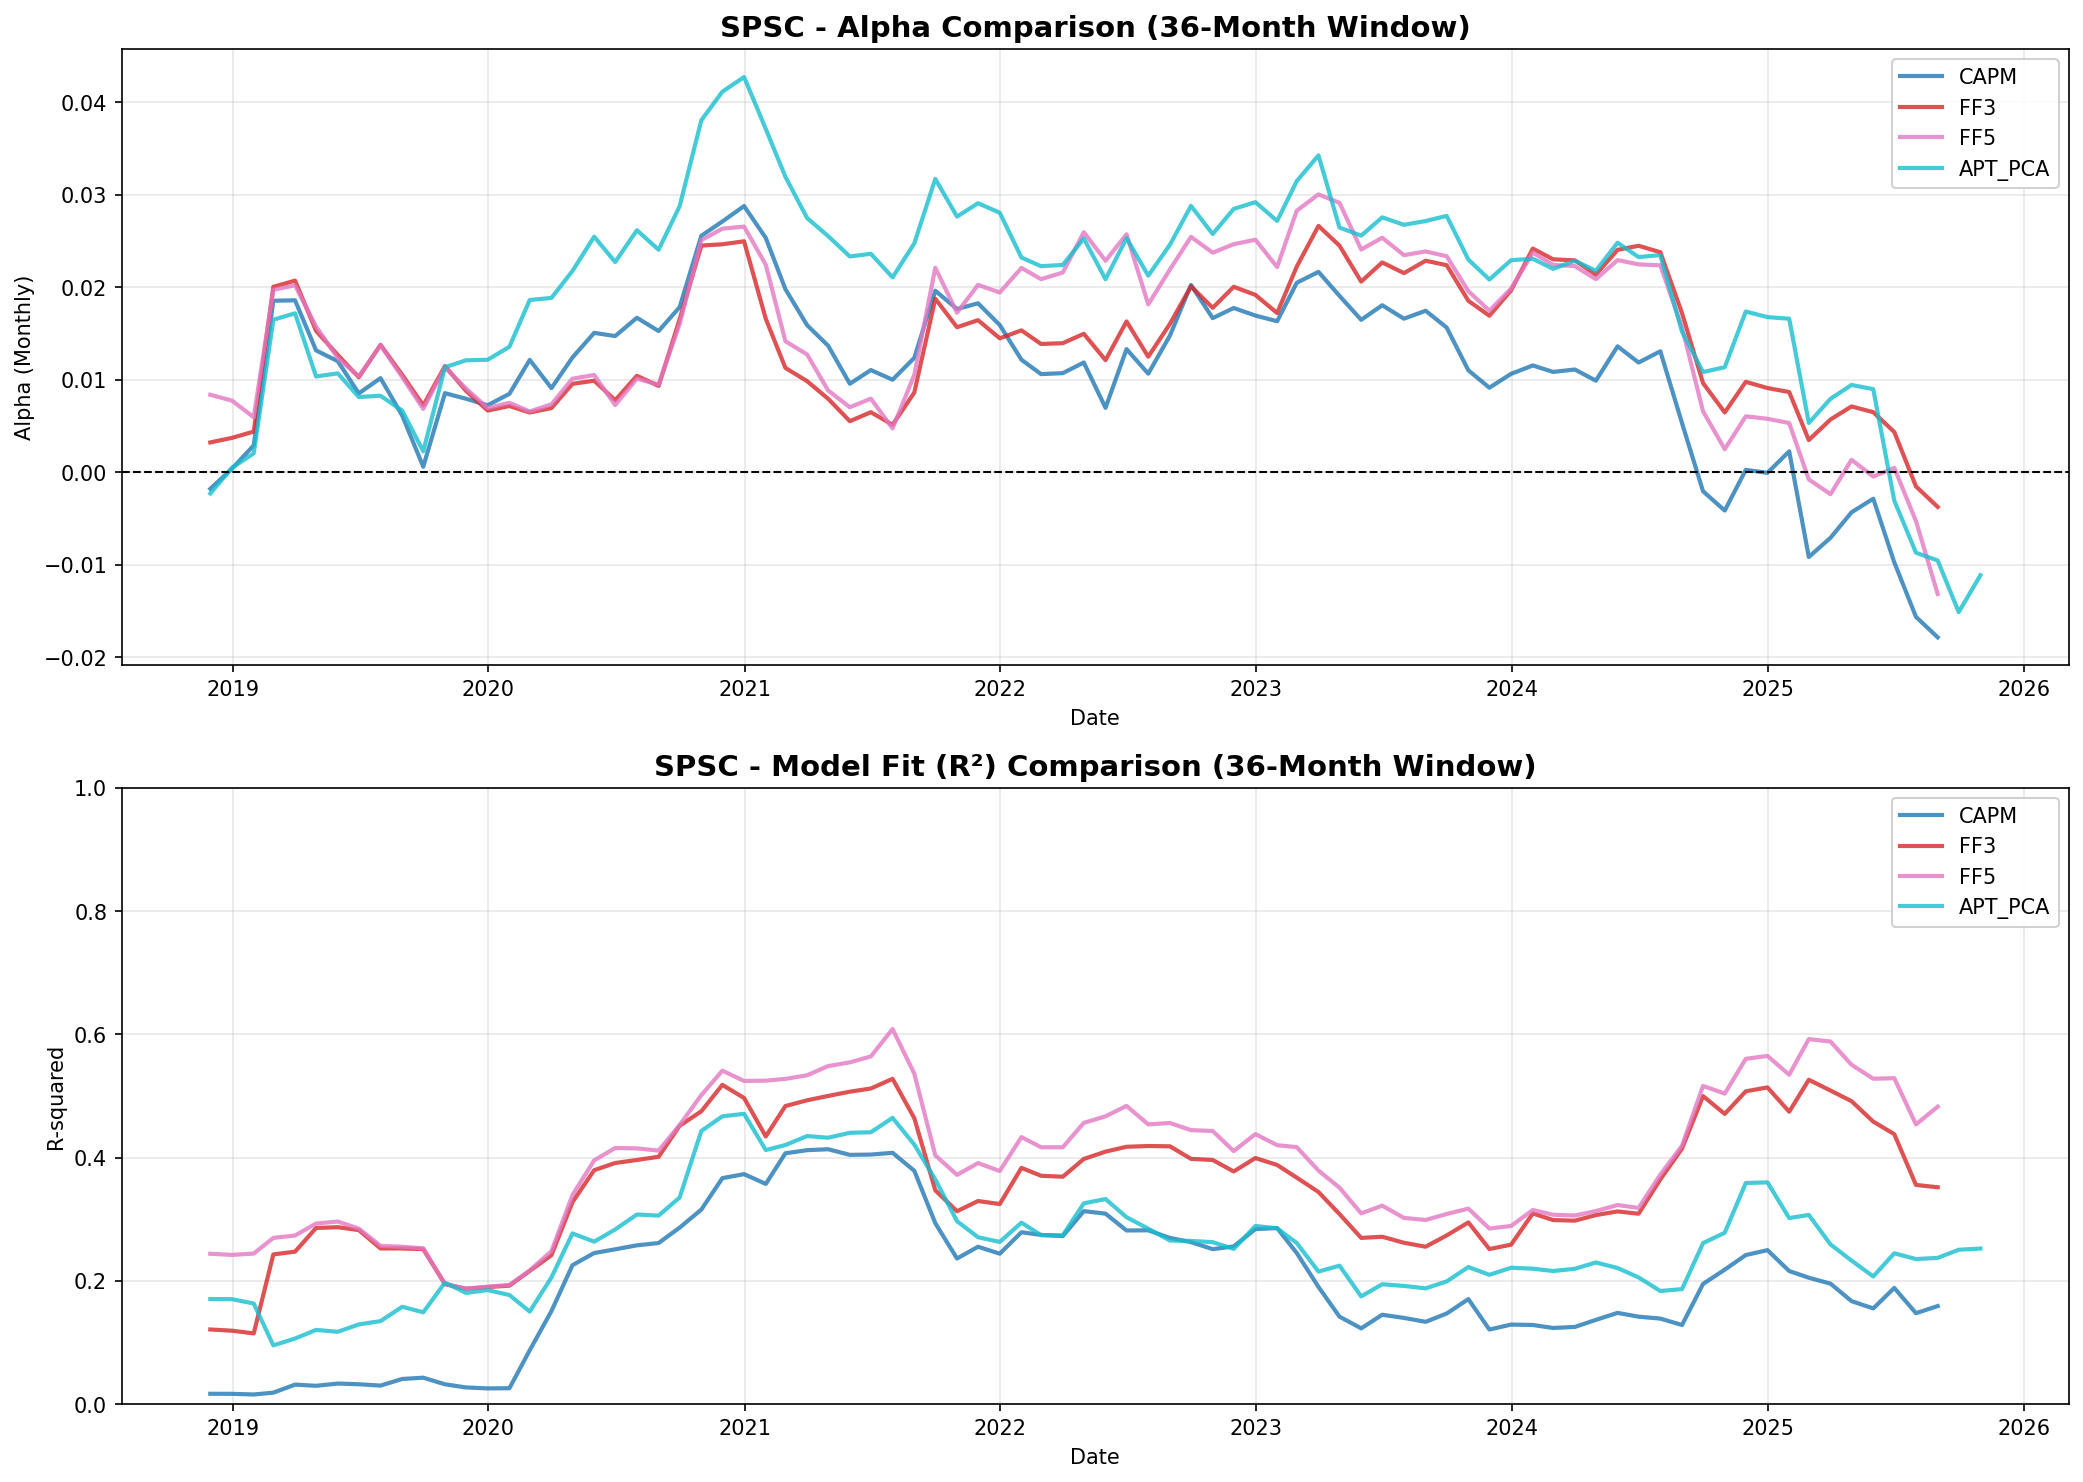 SPSC - Alpha Comparison (36-Month Window)
CAPM
FF3
FF5
APT_PCA
Alpha (Monthly)
0.04
0.03
0.02
0.01
0.00
−0.01
−0.02
2019 2020 2021 2022 2023 2024 2025 2026
Date
SPSC - Model Fit (R²) Comparison (36-Month Window)
CAPM
FF3
FF5
APT_PCA
R-squared
1.0
0.8
0.6
0.4
0.2
0.0
2019 2020 2021 2022 2023 2024 2025 2026
Date